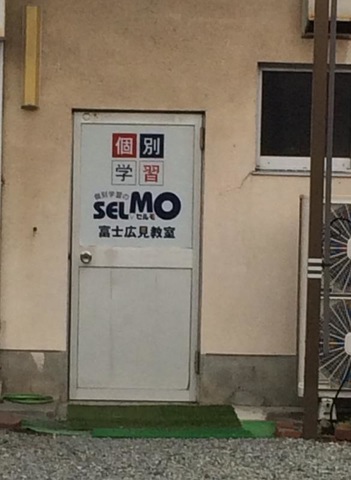 個別
学習
個別学習の
SELMO
セルモ
富士広見教室